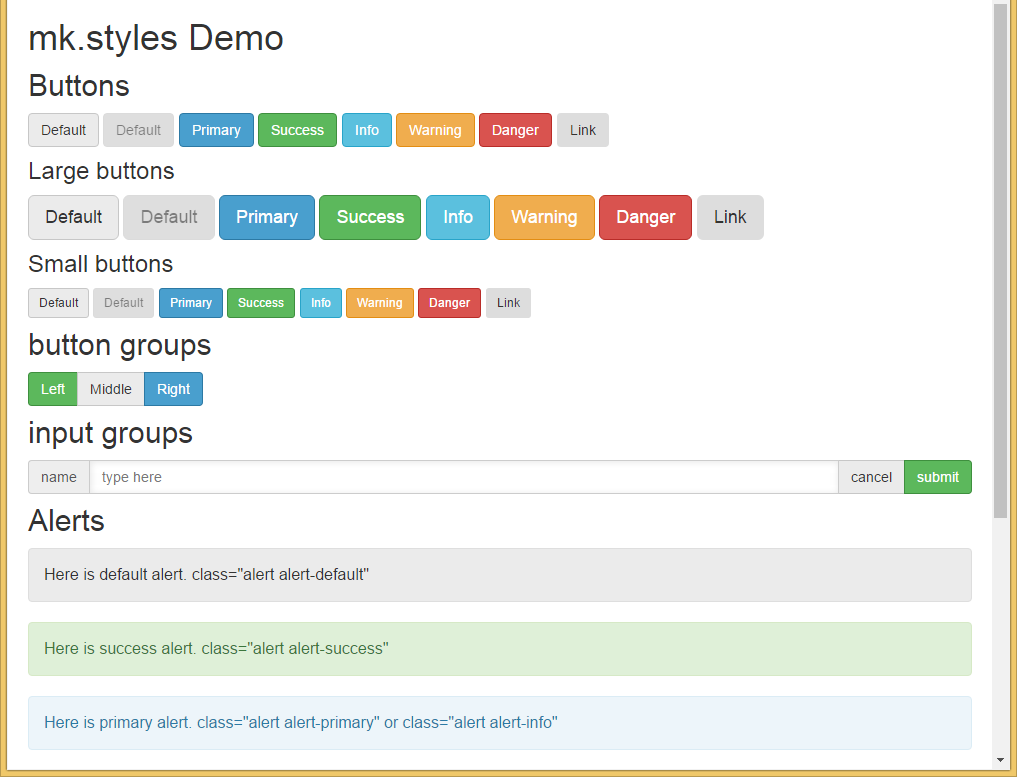 mk.styles Demo
Buttons
Default Default Primary Success Info Warning Danger Link
Large buttons
Default Default Primary Success Info Warning Danger Link
Small buttons
Default Default Primary Success Info Warning Danger Link
button groups
Left Middle Right
input groups
name type here cancel submit
Alerts
Here is default alert. class="alert alert-default"
Here is success alert. class="alert alert-success"
Here is primary alert. class="alert alert-primary" or class="alert alert-info"